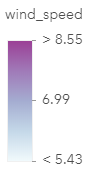 wind_speed
> 8.55
6.99
< 5.43